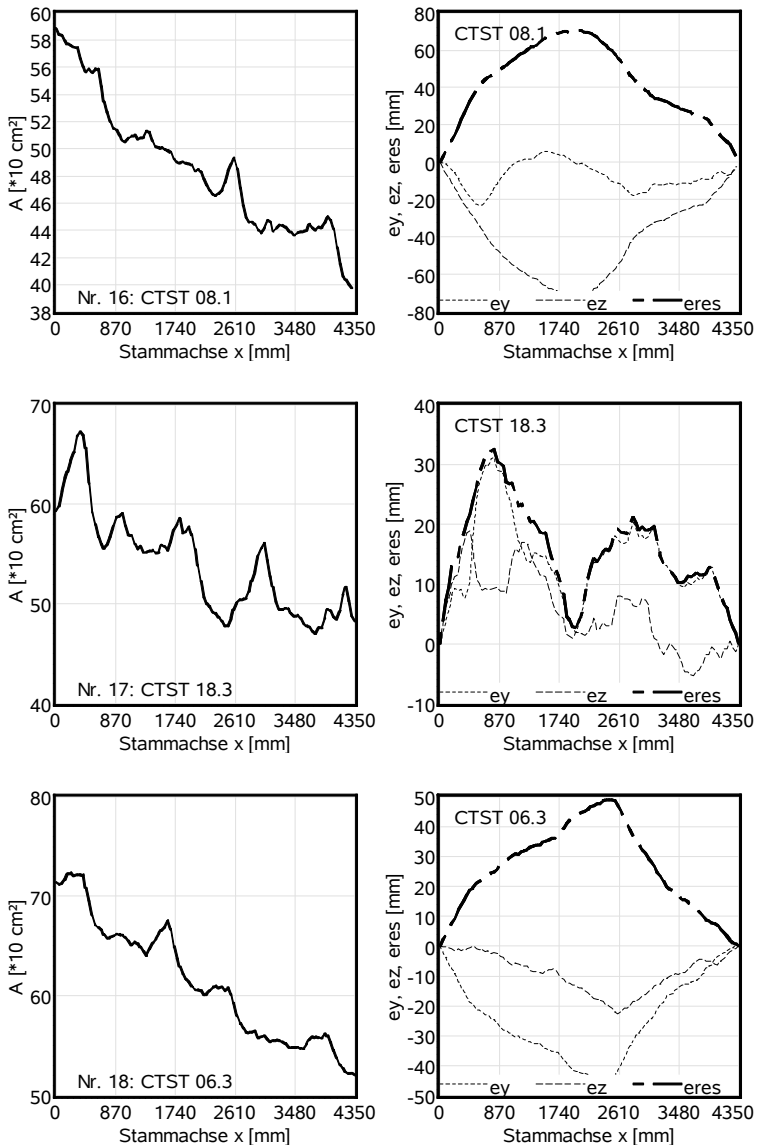 60
58
56
54
52
50
48
46
44
42
40
38
A [*10 cm²]
Nr. 16: CTST 08.1
0 870 1740 2610 3480 4350
Stammachse x [mm]
80
60
40
20
0
-20
-40
-60
-80
ey, ez, eres [mm]
CTST 08.1
ey ez eres
0 870 1740 2610 3480 4350
Stammachse x [mm]
70
60
50
40
A [*10 cm²]
Nr. 17: CTST 18.3
0 870 1740 2610 3480 4350
Stammachse x [mm]
40
30
20
10
0
-10
ey, ez, eres [mm]
CTST 18.3
ey ez eres
0 870 1740 2610 3480 4350
Stammachse x [mm]
80
70
60
50
A [*10 cm²]
Nr. 18: CTST 06.3
0 870 1740 2610 3480 4350
Stammachse x [mm]
50
40
30
20
10
0
-10
-20
-30
-40
-50
ey, ez, eres [mm]
CTST 06.3
ey ez eres
0 870 1740 2610 3480 4350
Stammachse x [mm]